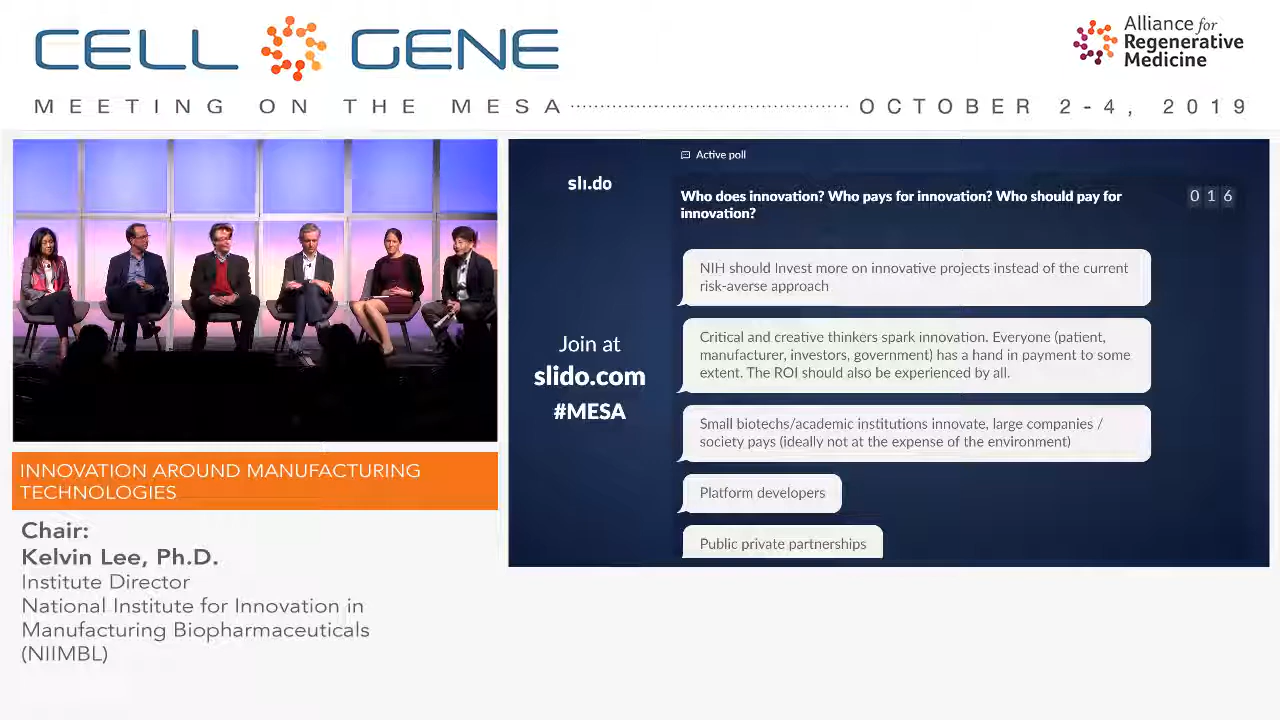 CELL GENE
Alliance for
Regenerative
Medicine
MEETING ON THE MESA
OCTOBER 2-4, 2019
sli.do
Active poll
Who does innovation? Who pays for innovation? Who should pay for
innovation?
016
NIH should Invest more on innovative projects instead of the current
risk-averse approach
Critical and creative thinkers spark innovation. Everyone (patient,
manufacturer, investors, government) has a hand in payment to some
extent. The ROI should also be experienced by all.
Join at
slido.com
#MESA
Small biotechs/academic institutions innovate, large companies /
society pays (ideally not at the expense of the environment)
Platform developers
Public private partnerships
INNOVATION AROUND MANUFACTURING
TECHNOLOGIES
Chair:
Kelvin Lee, Ph.D.
Institute Director
National Institute for Innovation in
Manufacturing Biopharmaceuticals
(NIIMBL)